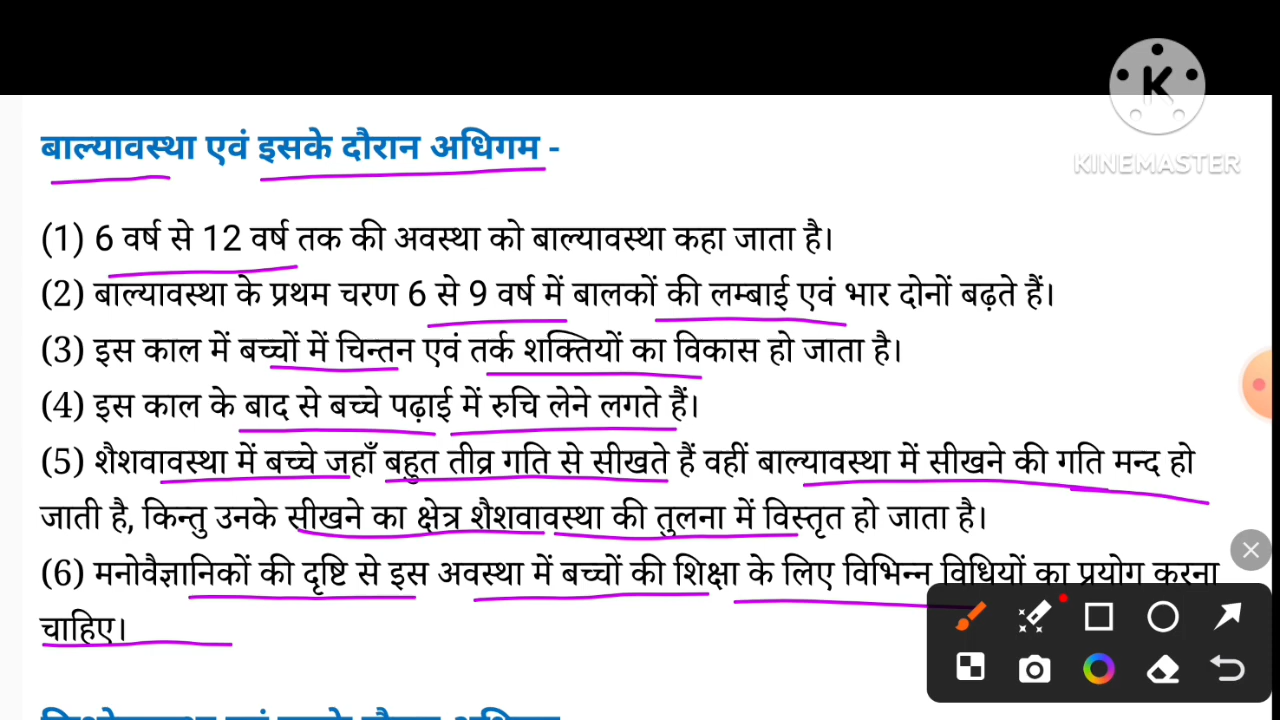 K
KINEMASTER
बाल्यावस्था एवं इसके दौरान अधिगम -
(1) 6 वर्ष से 12 वर्ष तक की अवस्था को बाल्यावस्था कहा जाता है।
(2) बाल्यावस्था के प्रथम चरण 6 से 9 वर्ष में बालकों की लम्बाई एवं भार दोनों बढ़ते हैं।
(3) इस काल में बच्चों में चिन्तन एवं तर्क शक्तियों का विकास हो जाता है।
(4) इस काल के बाद से बच्चे पढ़ाई में रुचि लेने लगते हैं।
(5) शैशवावस्था में बच्चे जहाँ बहुत तीव्र गति से सीखते हैं वहीं बाल्यावस्था में सीखने की गति मन्द हो
जाती है, किन्तु उनके सीखने का क्षेत्र शैशवावस्था की तुलना में विस्तृत हो जाता है।
(6) मनोवैज्ञानिकों की दृष्टि से इस अवस्था में बच्चों की शिक्षा के लिए विभिन्न विधियों का प्रयोग करना
चाहिए।